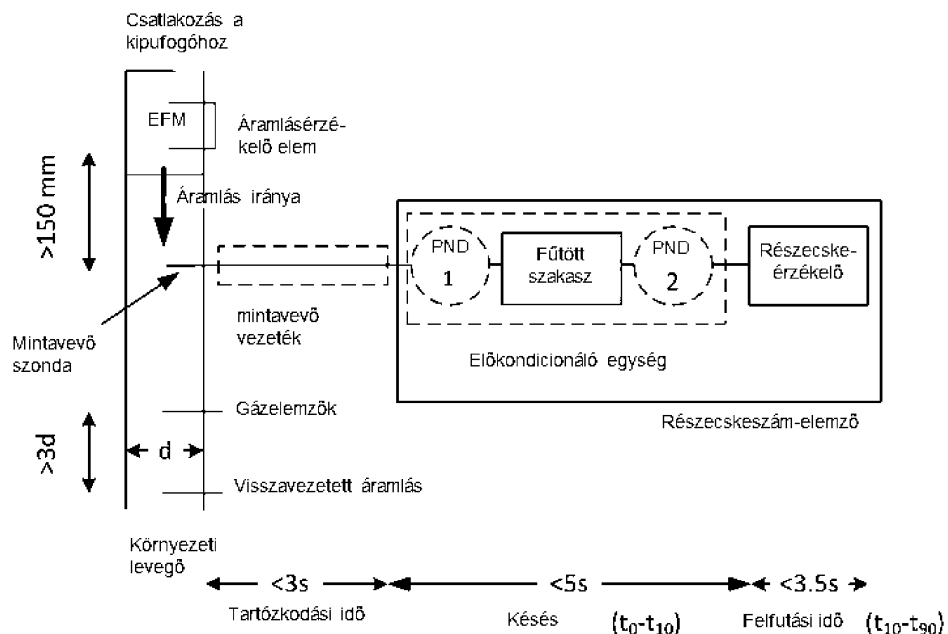 Csatlakozás a
kipufogóhoz
EFM
Áramlásérzé-
kelő elem
>150 mm
Áramlás iránya
PND
1
Fűtött
szakasz
PND
2
Részecske-
érzékelő
Mintavevő
szonda
mintavevő
vezeték
Előkondicionáló egység
Gázelemzők
Részecskeszám-elemző
>3d
d
Visszavezetett áramlás
Környezeti
levegő
<3s
<5s
<3.5s
Tartózkodási idő
Késés
(t₀-t₁₀)
Felfutási idő
(t₁₀-t₉₀)